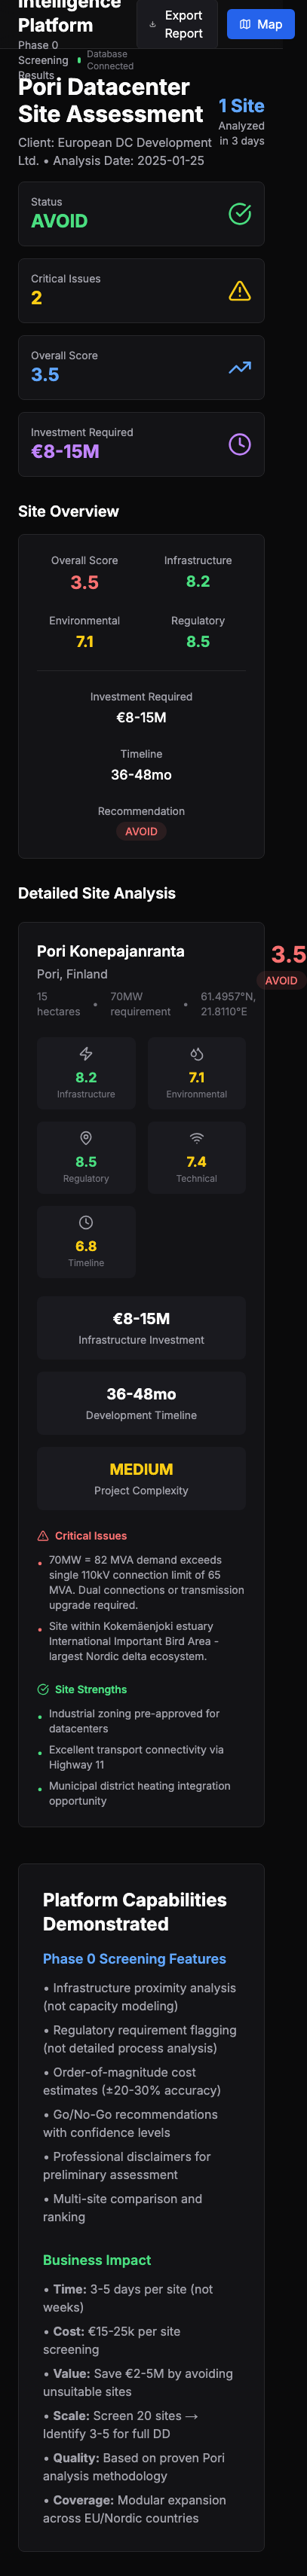 Intelligence
Platform
Phase 0
Screening
Results
Database
Connected
Export
Report
Map
Pori Datacenter
Site Assessment
Client: European DC Development
Ltd. • Analysis Date: 2025-01-25
1 Site
Analyzed
in 3 days
Status
AVOID
Critical Issues
2
Overall Score
3.5
Investment Required
€8-15M
Site Overview
Overall Score
3.5
Infrastructure
8.2
Environmental
7.1
Regulatory
8.5
Investment Required
€8-15M
Timeline
36-48mo
Recommendation
AVOID
Detailed Site Analysis
Pori Konepajanranta
Pori, Finland
15
hectares
•
70MW
requirement
•
61.4957°N,
21.8110°E
3.5
AVOID
8.2
Infrastructure
7.1
Environmental
8.5
Regulatory
7.4
Technical
6.8
Timeline
€8-15M
Infrastructure Investment
36-48mo
Development Timeline
MEDIUM
Project Complexity
Critical Issues
• 70MW = 82 MVA demand exceeds
single 110kV connection limit of 65
MVA. Dual connections or transmission
upgrade required.
• Site within Kokemäenjoki estuary
International Important Bird Area -
largest Nordic delta ecosystem.
Site Strengths
• Industrial zoning pre-approved for
datacenters
• Excellent transport connectivity via
Highway 11
• Municipal district heating integration
opportunity
Platform Capabilities
Demonstrated
Phase 0 Screening Features
• Infrastructure proximity analysis
(not capacity modeling)
• Regulatory requirement flagging
(not detailed process analysis)
• Order-of-magnitude cost
estimates (±20-30% accuracy)
• Go/No-Go recommendations
with confidence levels
• Professional disclaimers for
preliminary assessment
• Multi-site comparison and
ranking
Business Impact
• Time: 3-5 days per site (not
weeks)
• Cost: €15-25k per site
screening
• Value: Save €2-5M by avoiding
unsuitable sites
• Scale: Screen 20 sites →
Identify 3-5 for full DD
• Quality: Based on proven Pori
analysis methodology
• Coverage: Modular expansion
across EU/Nordic countries